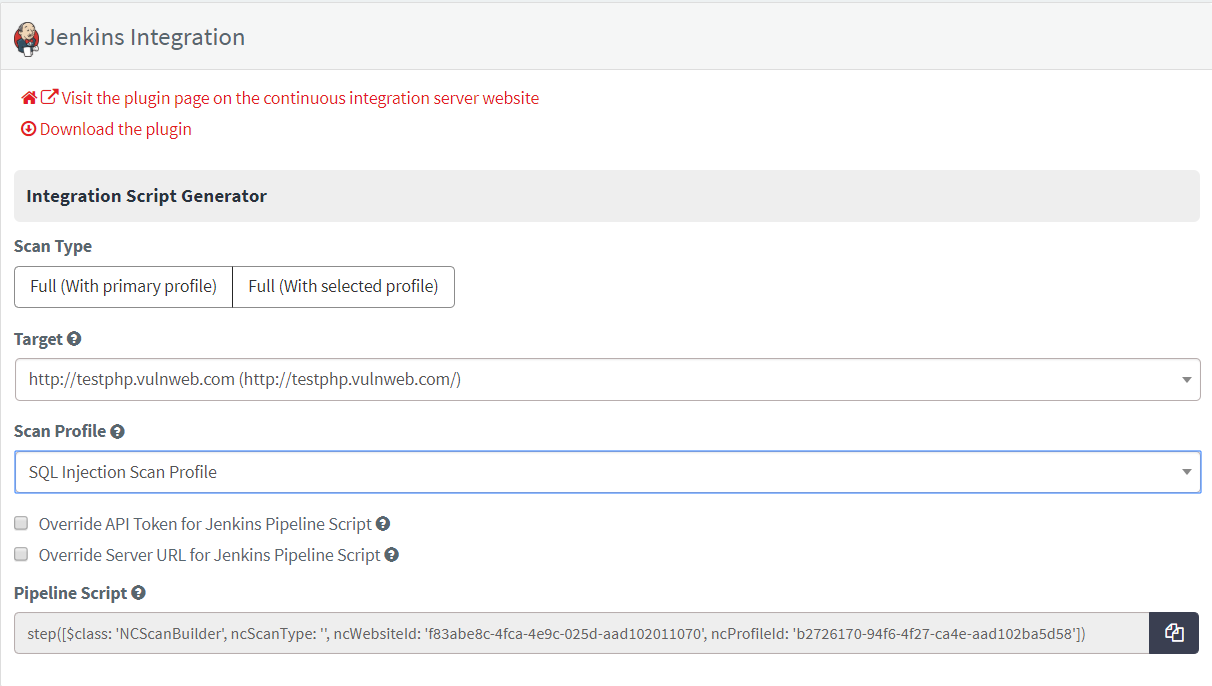 Jenkins Integration
Visit the plugin page on the continuous integration server website
Download the plugin
Integration Script Generator
Scan Type
Full (With primary profile) Full (With selected profile)
Target
http://testphp.vulnweb.com (http://testphp.vulnweb.com/)
Scan Profile
SQL Injection Scan Profile
Override API Token for Jenkins Pipeline Script
Override Server URL for Jenkins Pipeline Script
Pipeline Script
step([$class: 'NCScanBuilder', ncScanType: '', ncWebsiteId: 'f83abe8c-4fca-4e9c-025d-aad102011070', ncProfileId: 'b2726170-94f6-4f27-ca4e-aad102ba5d58'])